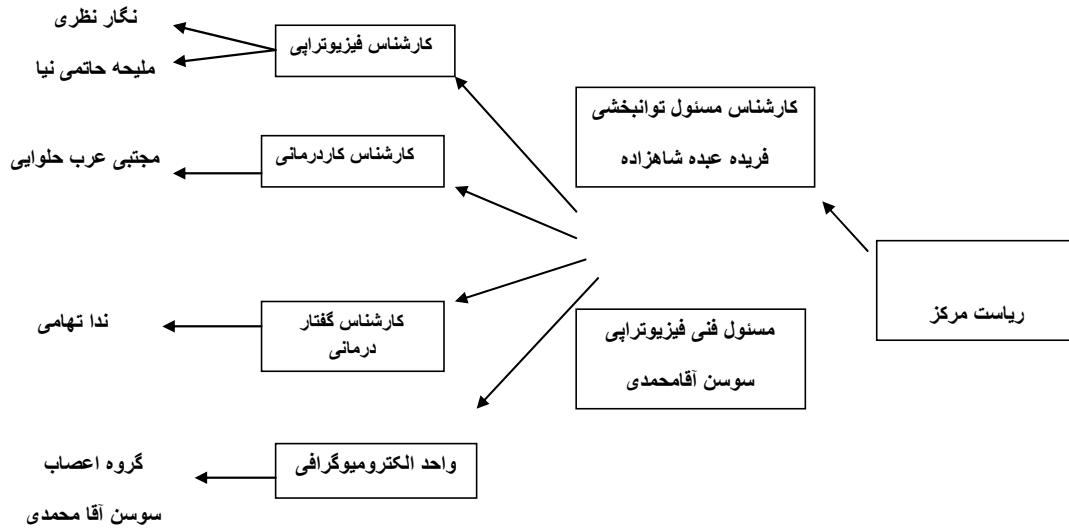 ریاست مرکز
کارشناس مسئول توانبخشی
فریده عبده شاهزاده
مسئول فنی فیزیوتراپی
سوسن آقامحمدی
کارشناس فیزیوتراپی
نگار نظری
ملیحه حاتمی نیا
کارشناس کاردرمانی
مجتبی عرب حلوایی
کارشناس گفتار
درمانی
ندا تهامی
واحد الکترومیوگرافی
گروه اعصاب
سوسن آقا محمدی